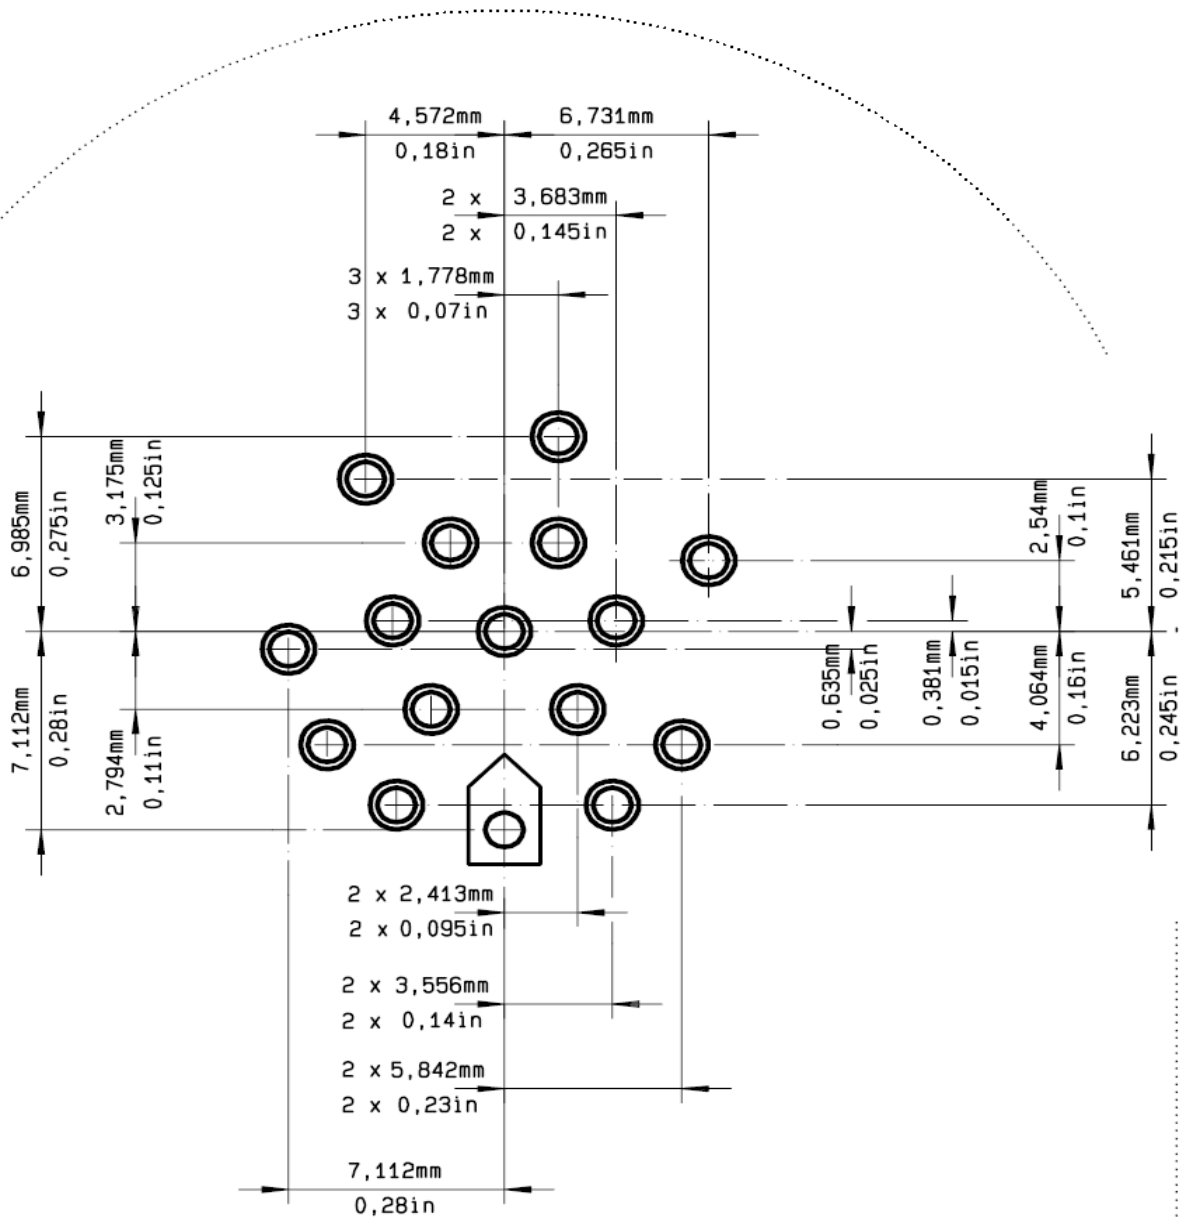 4,572mm
0,18in
6,731mm
0,265in
2 x 3,683mm
2 x 0,145in
3 x 1,778mm
3 x 0,07in
6,985mm
0,275in
3,175mm
0,125in
2,54mm
0,1in
5,461mm
0,215in
7,112mm
0,28in
2,794mm
0,11in
0,635mm
0,025in
0,381mm
0,015in
4,064mm
0,16in
6,223mm
0,245in
2 x 2,413mm
2 x 0,095in
2 x 3,556mm
2 x 0,14in
2 x 5,842mm
2 x 0,23in
7,112mm
0,28in